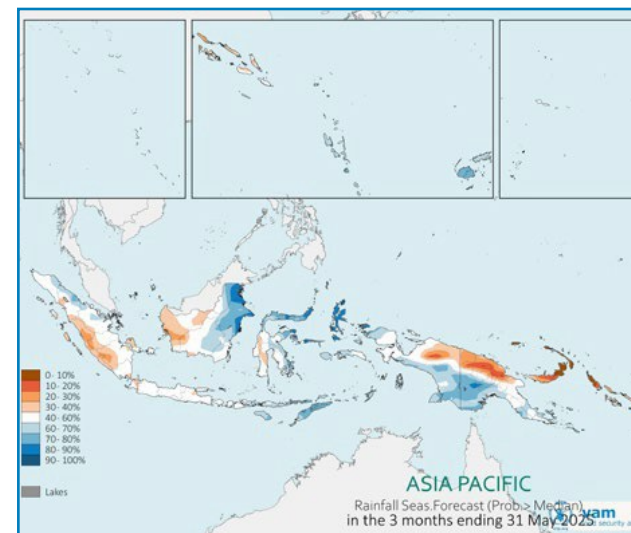 0- 10%
10- 20%
20- 30%
30- 40%
40- 60%
60- 70%
70- 80%
80- 90%
90- 100%
Lakes
ASIA PACIFIC
Rainfall Seas.Forecast (Prob.> Median)
in the 3 months ending 31 May 2025
vam
security